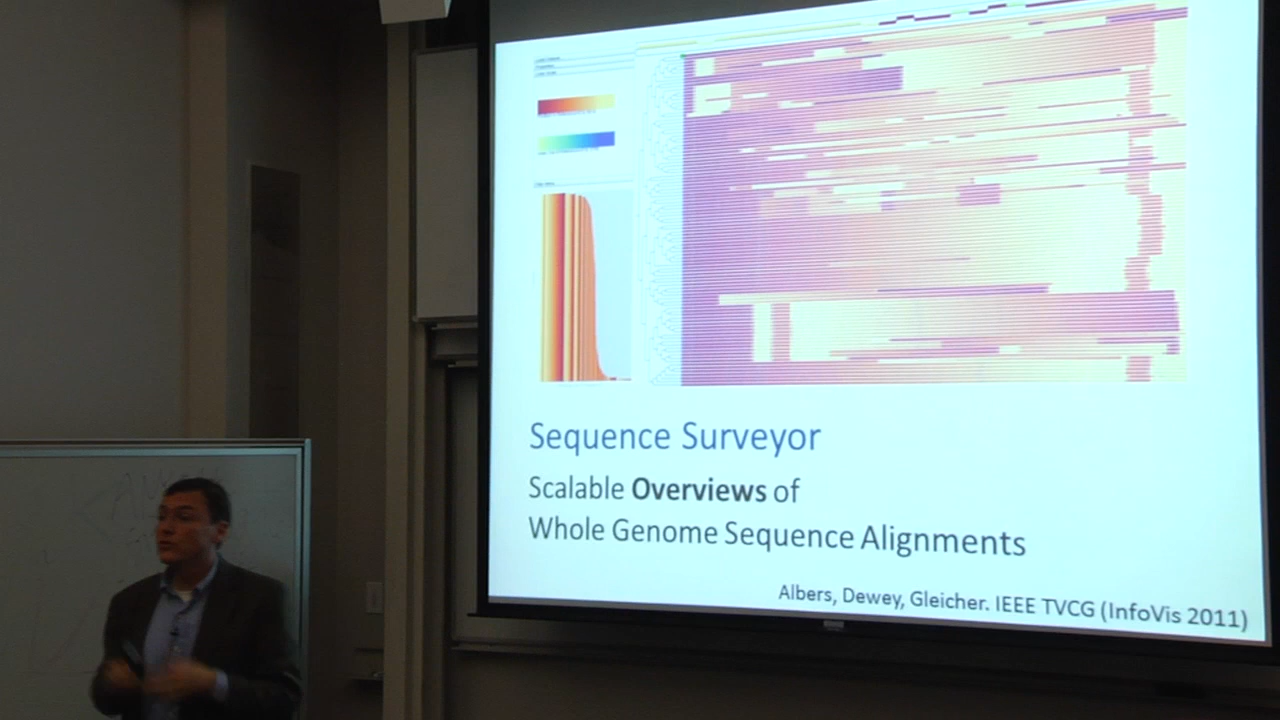 Sequence Surveyor
Scalable Overviews of
Whole Genome Sequence Alignments
Albers, Dewey, Gleicher. IEEE TVCG (InfoVis 2011)